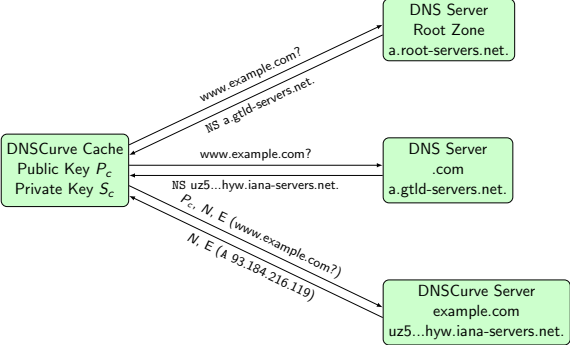 DNS Server
Root Zone
a.root-servers.net.
www.example.com?
NS a.gtld-servers.net.
DNSCurve Cache
Public Key Pc
Private Key Sc
www.example.com?
NS uz5...hyw.iana-servers.net.
DNS Server
.com
a.gtld-servers.net.
Pc, N, E (www.example.com?)
N, E (A 93.184.216.119)
DNSCurve Server
example.com
uz5...hyw.iana-servers.net.